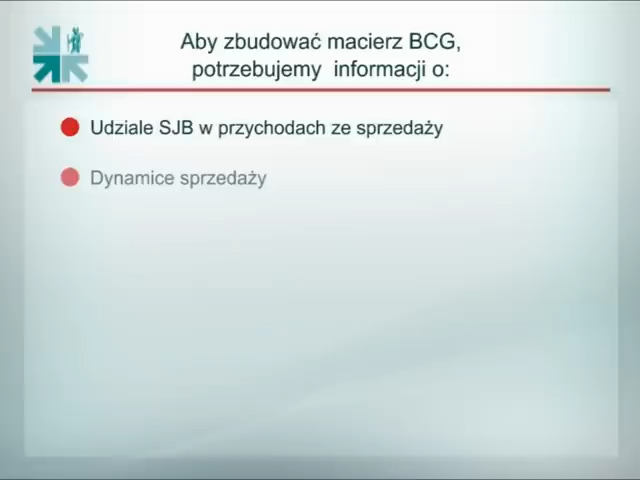 Aby zbudować macierz BCG,
potrzebujemy informacji o:
Udziale SJB w przychodach ze sprzedaży
Dynamice sprzedaży